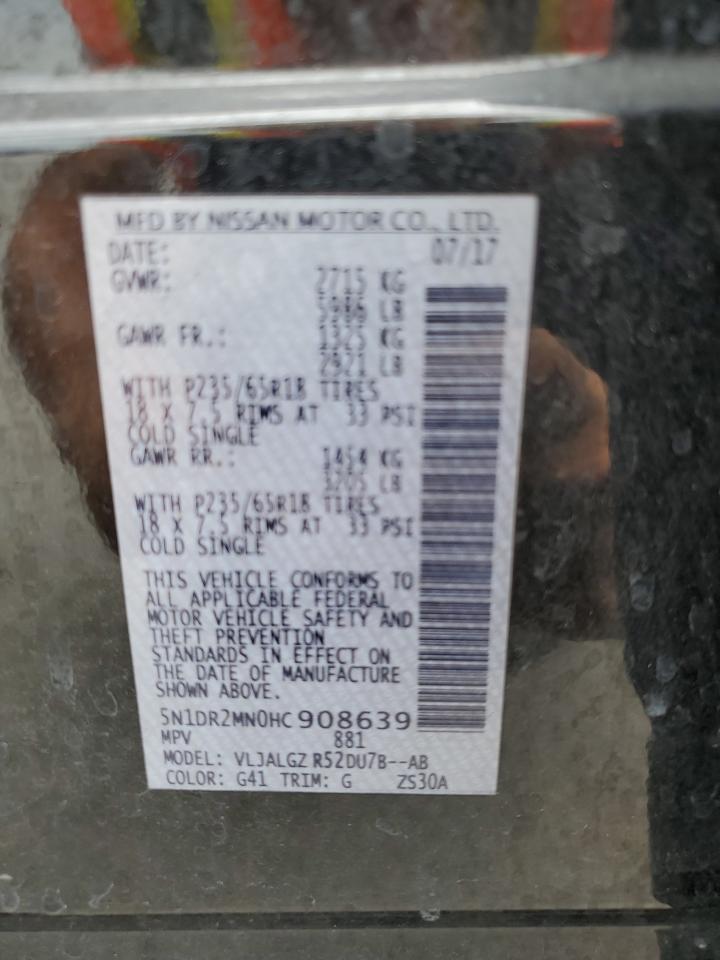 MFD BY NISSAN MOTOR CO., LTD.
DATE: 07/17
GVWR: 2715 KG
5986 LB
GAWR FR.: 1325 KG
2921 LB
WITH P235/65R18 TIRES
18 X 7.5 RIMS AT 33 PSI
COLD SINGLE
GAWR RR.: 1454 KG
3205 LB
WITH P235/65R18 TIRES
18 X 7.5 RIMS AT 33 PSI
COLD SINGLE
THIS VEHICLE CONFORMS TO
ALL APPLICABLE FEDERAL
MOTOR VEHICLE SAFETY AND
THEFT PREVENTION
STANDARDS IN EFFECT ON
THE DATE OF MANUFACTURE
SHOWN ABOVE.
5N1DR2MN0HC908639
MPV 881
MODEL: VLJALGZ R52DU7B--AB
COLOR: G41 TRIM: G ZS30A